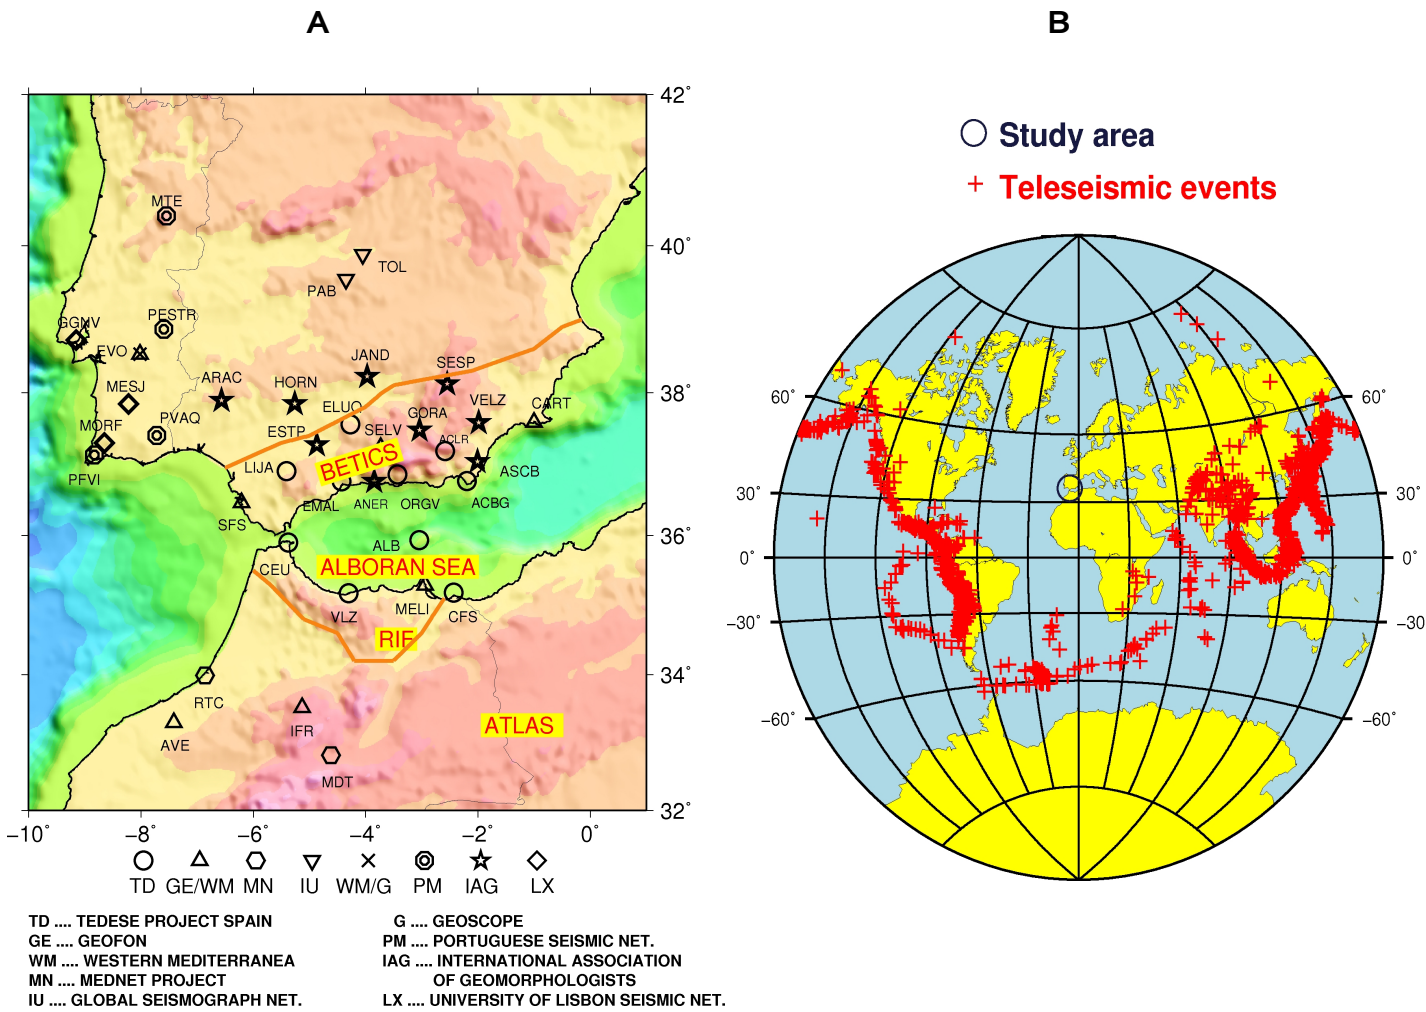 A
B
42°
Study area
Teleseismic events
MTE
40°
TOL
PAB
PESTR
GGNV
EVO
JAND
SESP
ARAC
HORN
MESJ
38°
VELZ
CART
ELUQ
GORA
PVAQ
MORF
ESTP
SELV
ACLR
BETICS
LIJA
ASCB
PFVI
EMAL
ANER
ORGV
ACBG
SFS
36°
ALB
ALBORAN SEA
CEU
MELI
VLZ
CFS
RIF
34°
RTC
ATLAS
IFR
AVE
MDT
32°
60°
60°
30°
30°
0°
0°
−30°
−30
−60°
−60°
−10° −8° −6° −4° −2° 0°
TD GE/WM MN IU WM/G PM IAG LX
TD .... TEDESE PROJECT SPAIN
GE .... GEOFON
WM .... WESTERN MEDITERRANEA
MN .... MEDNET PROJECT
IU .... GLOBAL SEISMOGRAPH NET.
G .... GEOSCOPE
PM .... PORTUGUESE SEISMIC NET.
IAG .... INTERNATIONAL ASSOCIATION
OF GEOMORPHOLOGISTS
LX .... UNIVERSITY OF LISBON SEISMIC NET.